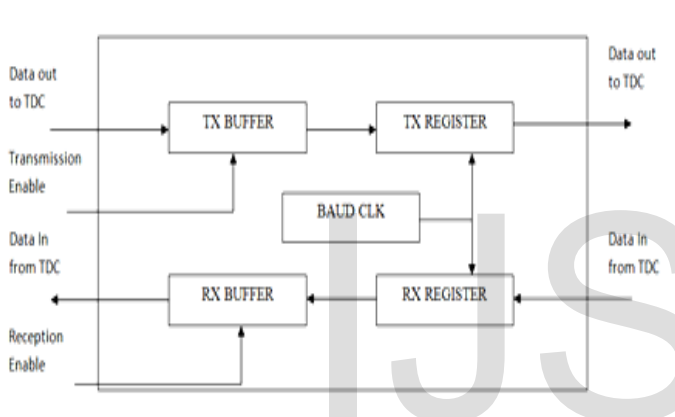 Data out
to TDC
Data out
to TDC
TX BUFFER
TX REGISTER
Transmission
Enable
BAUD CLK
Data In
from TDC
Data In
from TDC
RX BUFFER
RX REGISTER
Reception
Enable
IJS